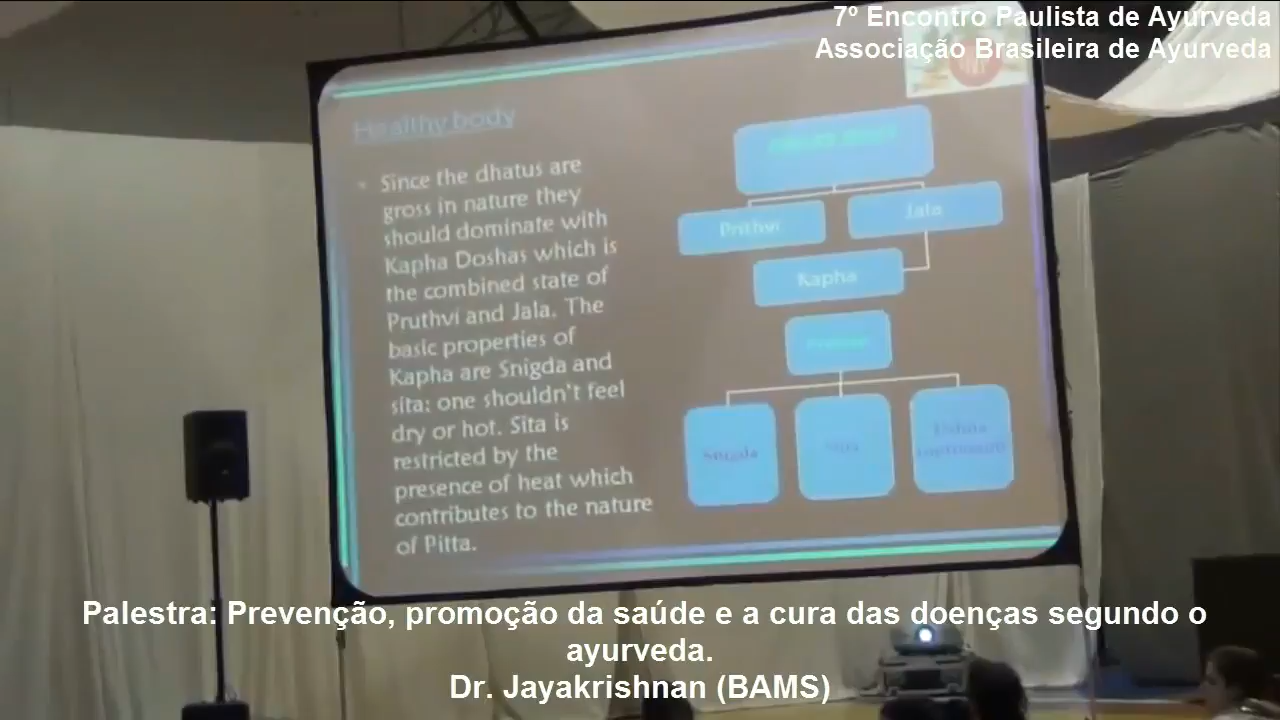 7º Encontro Paulista de Ayurveda
Associação Brasileira de Ayurveda
Healthy body
Since the dhatus are
gross in nature they
should dominate with
Kapha Doshas which is
the combined state of
Pruthvi and Jala. The
basic properties of
Kapha are Snigda and
sita; one shouldn't feel
dry or hot. Sita is
restricted by the
presence of heat which
contributes to the nature
of Pitta.
Prithvi
Jala
Kapha
Snigda
Sita
Palestra: Prevenção, promoção da saúde e a cura das doenças segundo o
ayurveda.
Dr. Jayakrishnan (BAMS)